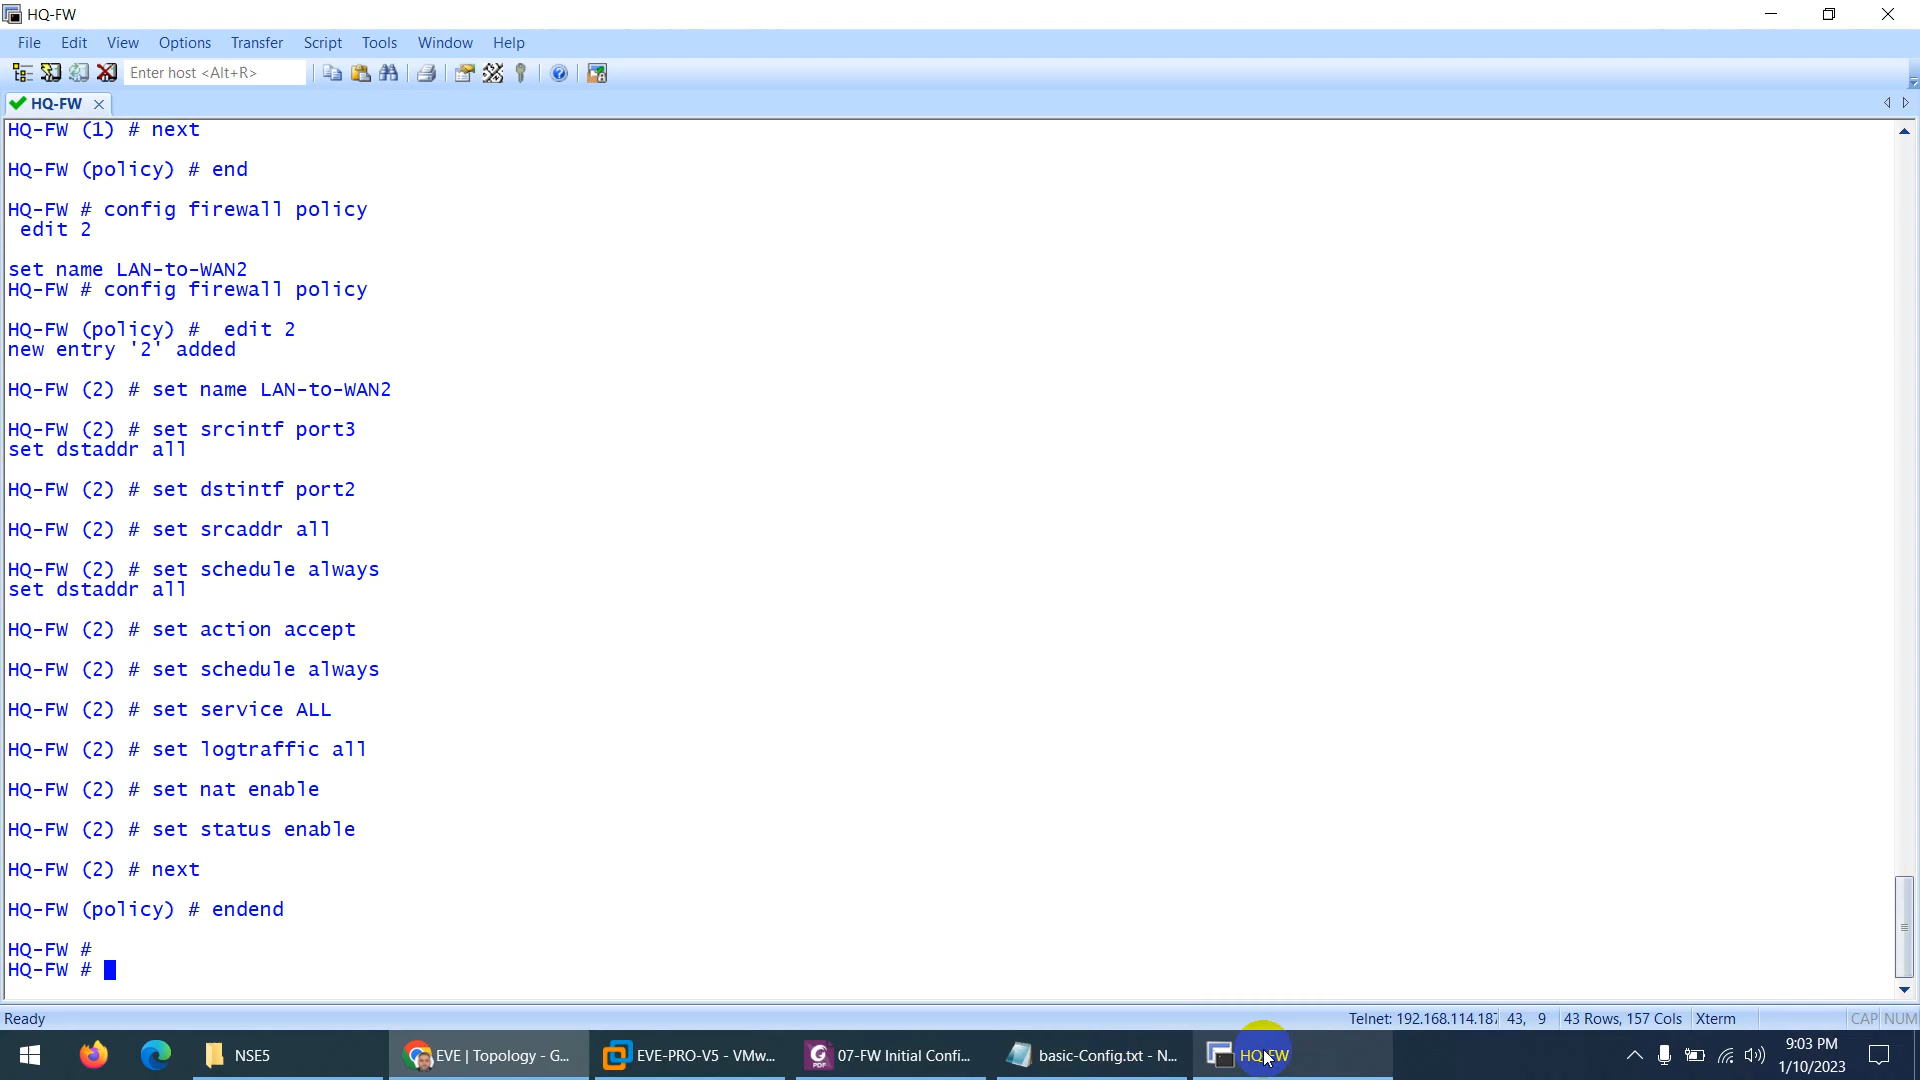 HQ-FW
File Edit View Options Transfer Script Tools Window Help
Enter host <Alt+R>
HQ-FW
HQ-FW (1) # next
HQ-FW (policy) # end
HQ-FW # config firewall policy
edit 2
set name LAN-to-WAN2
HQ-FW # config firewall policy
HQ-FW (policy) #  edit 2
new entry '2' added
HQ-FW (2) # set name LAN-to-WAN2
HQ-FW (2) # set srcintf port3
set dstaddr all
HQ-FW (2) # set dstintf port2
HQ-FW (2) # set srcaddr all
HQ-FW (2) # set schedule always
set dstaddr all
HQ-FW (2) # set action accept
HQ-FW (2) # set schedule always
HQ-FW (2) # set service ALL
HQ-FW (2) # set logtraffic all
HQ-FW (2) # set nat enable
HQ-FW (2) # set status enable
HQ-FW (2) # next
HQ-FW (policy) # endend
HQ-FW #
HQ-FW #
Ready Telnet: 192.168.114.187 43, 9 43 Rows, 157 Cols Xterm CAP NUM
NSE5 EVE | Topology - G... EVE-PRO-V5 - VMw... 07-FW Initial Confi... basic-Config.txt - N... HQ-FW 9:03 PM
1/10/2023